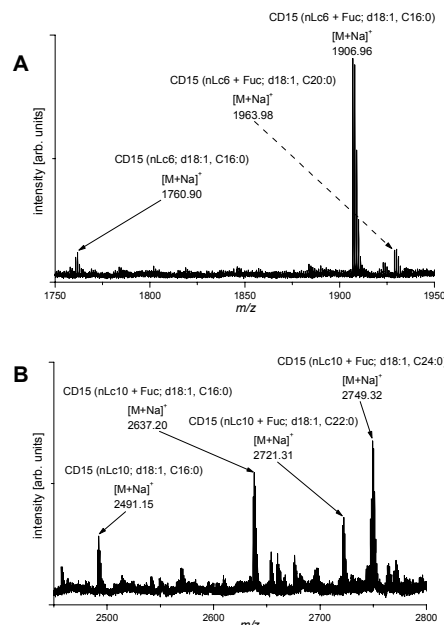 CD15 (nLc6 + Fuc; d18:1, C16:0)
[M+Na]+
1906.96
A
CD15 (nLc6 + Fuc; d18:1, C20:0)
[M+Na]+
1963.98
CD15 (nLc6; d18:1, C16:0)
[M+Na]+
1760.90
intensity [arb. units]
1750 1800 1850 1900 1950
m/z
B
CD15 (nLc10 + Fuc; d18:1, C24:0)
[M+Na]+
2749.32
CD15 (nLc10 + Fuc; d18:1, C16:0)
[M+Na]+
2637.20
CD15 (nLc10 + Fuc; d18:1, C22:0)
[M+Na]+
2721.31
CD15 (nLc10; d18:1, C16:0)
[M+Na]+
2491.15
intensity [arb. units]
2500 2600 2700 2800
m/z